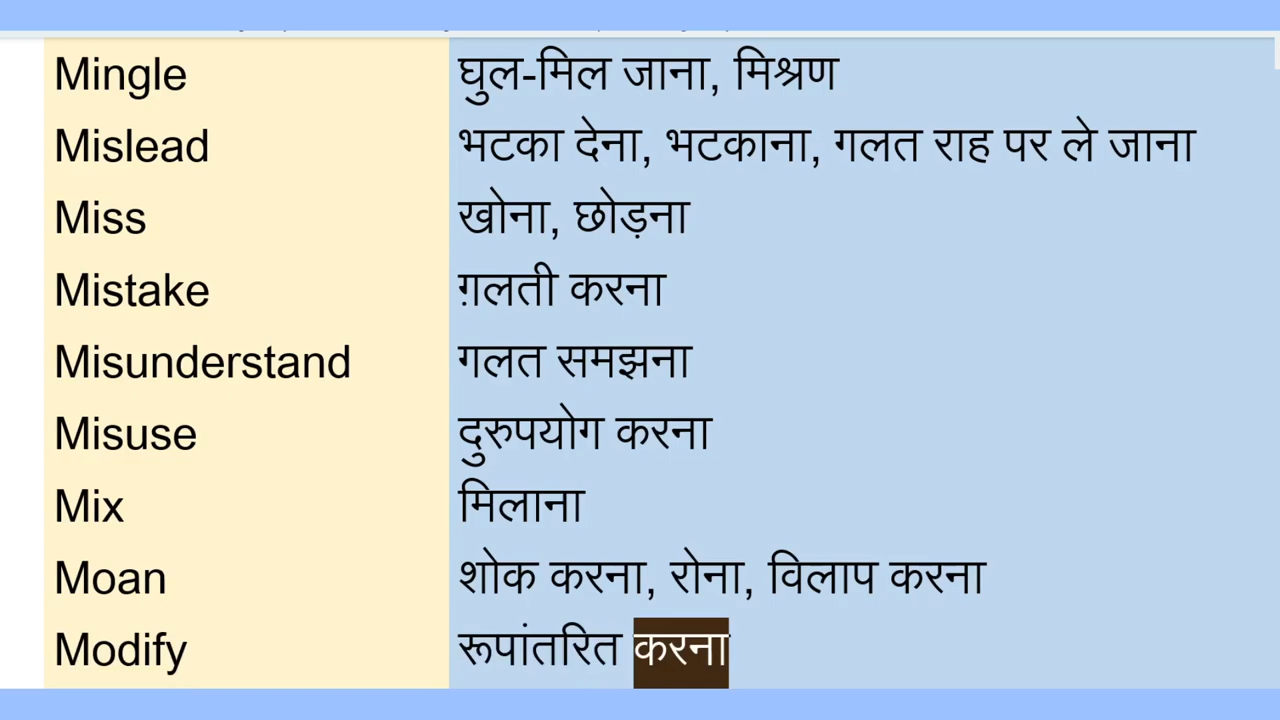 Mingle घुल-मिल जाना, मिश्रण
Mislead भटका देना, भटकाना, गलत राह पर ले जाना
Miss खोना, छोड़ना
Mistake ग़लती करना
Misunderstand गलत समझना
Misuse दुरुपयोग करना
Mix मिलाना
Moan शोक करना, रोना, विलाप करना
Modify रूपांतरित करना